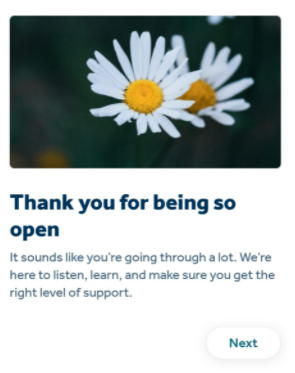 Thank you for being so
open
It sounds like you're going through a lot. We're
here to listen, learn, and make sure you get the
right level of support.
Next